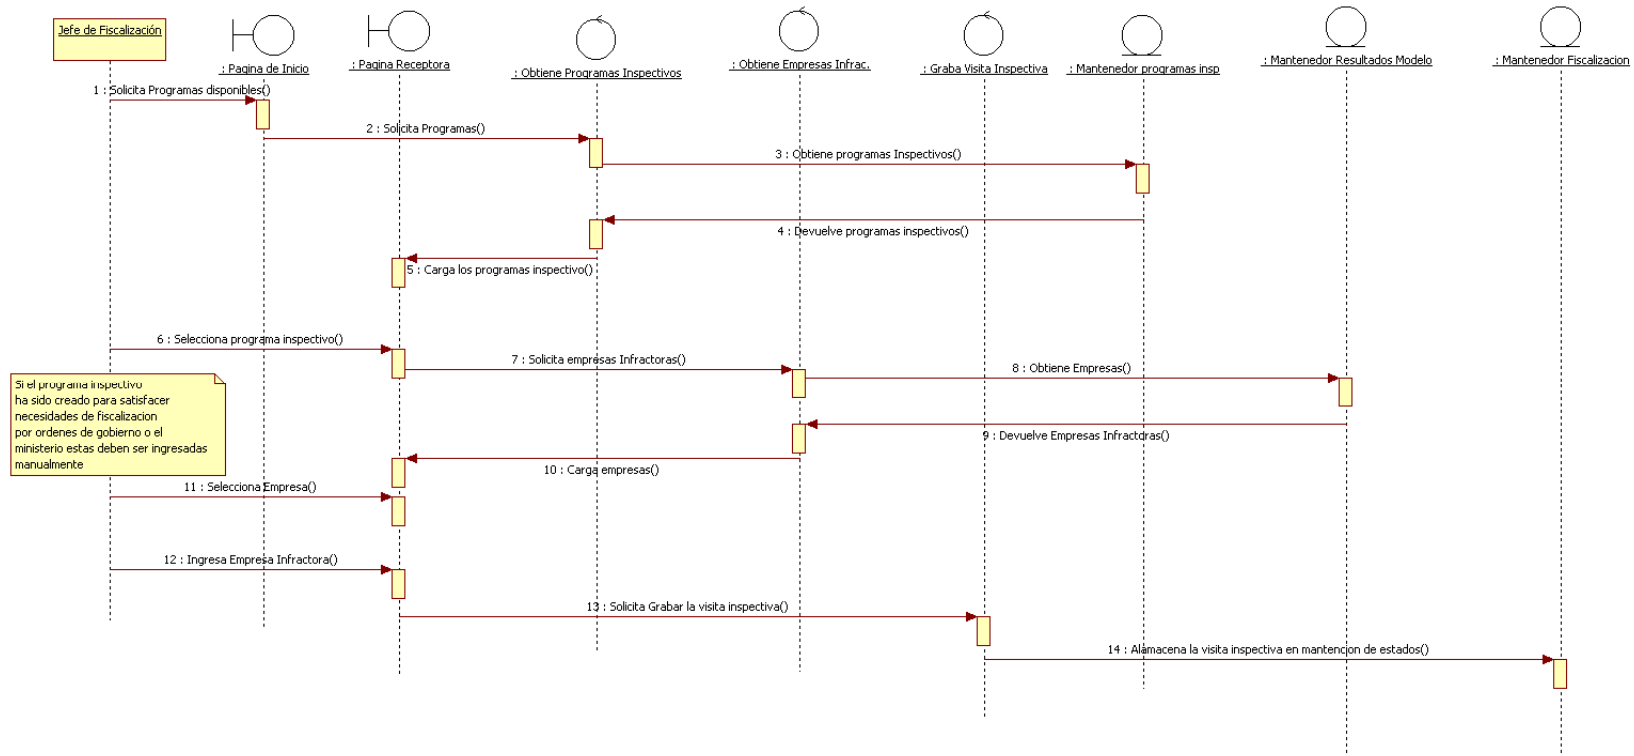 Jefe de Fiscalización
: Pagina de Inicio
: Pagina Receptora
: Obtiene Programas Inspectivos
: Obtiene Empresas Infrac.
: Graba Visita Inspectiva
: Mantenedor programas insp
: Mantenedor Resultados Modelo
: Mantenedor Fiscalizacion
1 : Solicita Programas disponibles()
2 : Solicita Programas()
3 : Obtiene programas Inspectivos()
4 : Devuelve programas inspectivos()
5 : Carga los programas inspectivo()
6 : Selecciona programa inspectivo()
7 : Solicita empresas Infractoras()
8 : Obtiene Empresas()
Si el programa inspectivo
ha sido creado para satisfacer
necesidades de fiscalizacion
por ordenes de gobierno o el
ministerio estas deben ser ingresadas
manualmente
9 : Devuelve Empresas Infractoras()
10 : Carga empresas()
11 : Selecciona Empresa()
12 : Ingresa Empresa Infractora()
13 : Solicita Grabar la visita inspectiva()
14 : Alamacena la visita inspectiva en mantencion de estados()